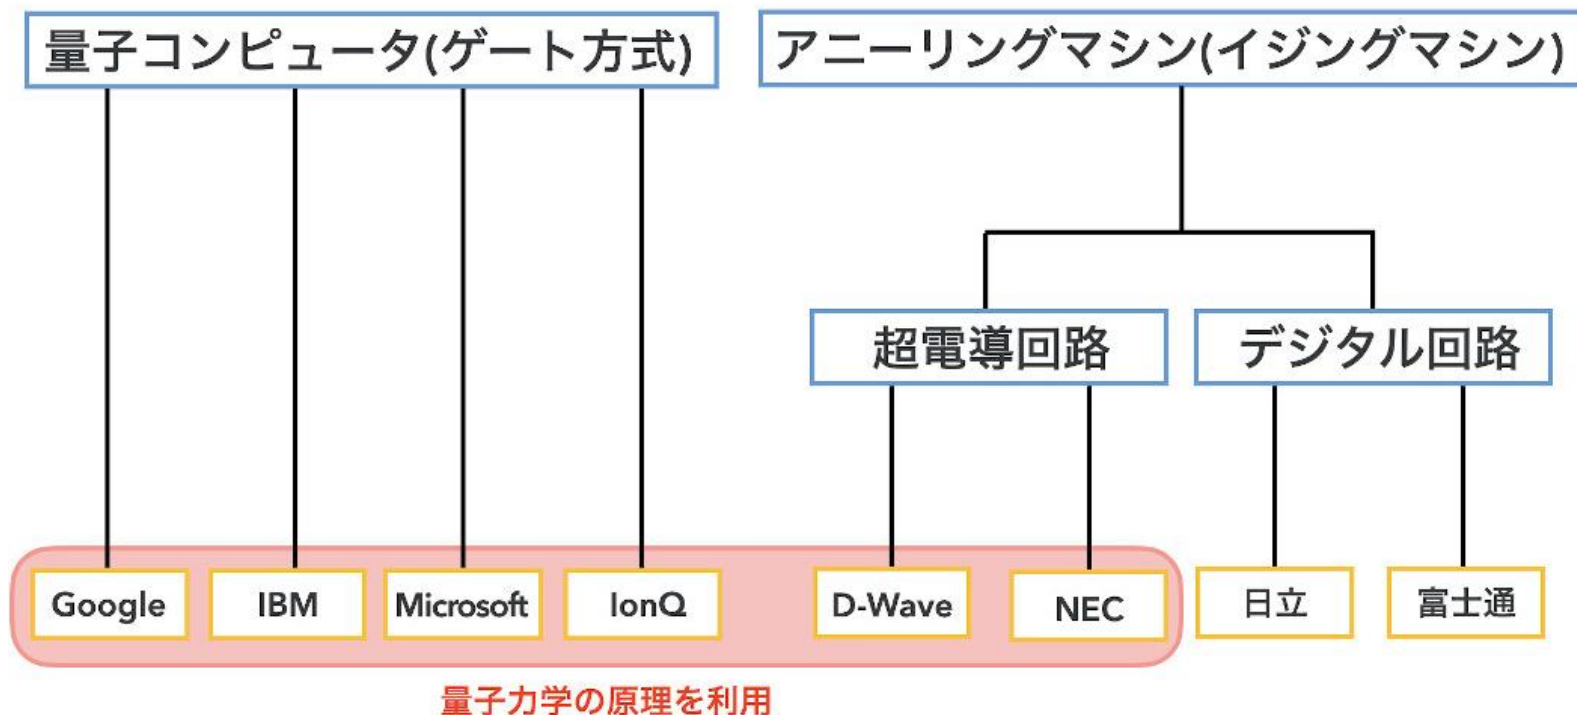 量子コンピュータ(ゲート方式)
アニーリングマシン(イジングマシン)
超電導回路
デジタル回路
Google
IBM
Microsoft
IonQ
D-Wave
NEC
日立
富士通
量子力学の原理を利用